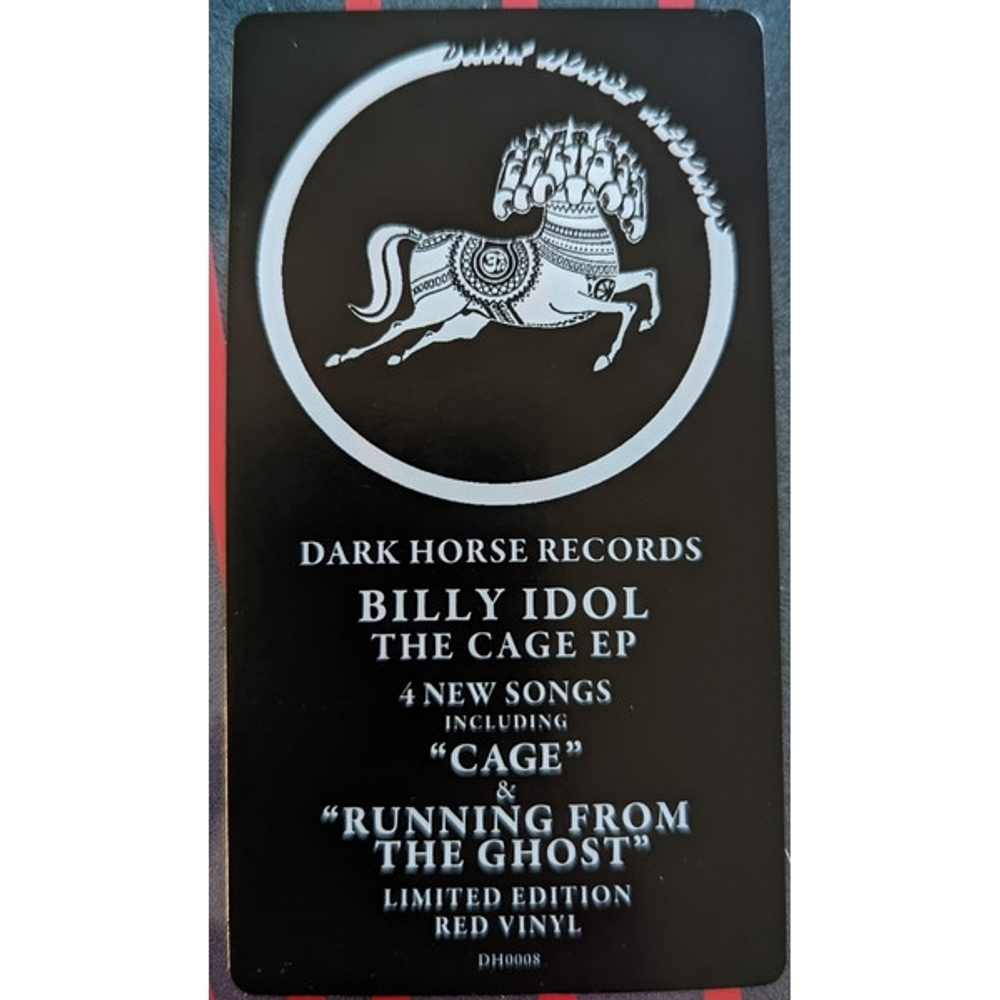 DARK HORSE RECORDS
DARK HORSE RECORDS
BILLY IDOL
THE CAGE EP
4 NEW SONGS
INCLUDING
“CAGE”
&
“RUNNING FROM
THE GHOST”
LIMITED EDITION
RED VINYL
DH0008